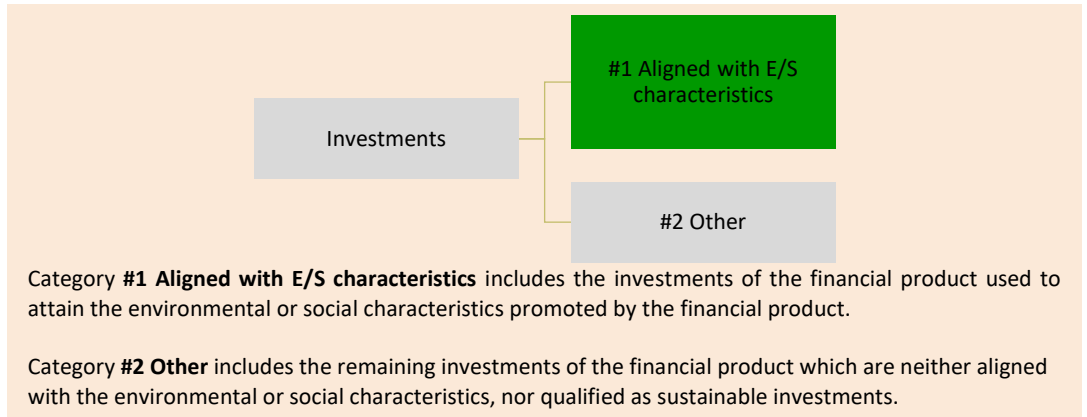 #1 Aligned with E/S
characteristics
Investments
#2 Other
Category #1 Aligned with E/S characteristics includes the investments of the financial product used to
attain the environmental or social characteristics promoted by the financial product.
Category #2 Other includes the remaining investments of the financial product which are neither aligned
with the environmental or social characteristics, nor qualified as sustainable investments.